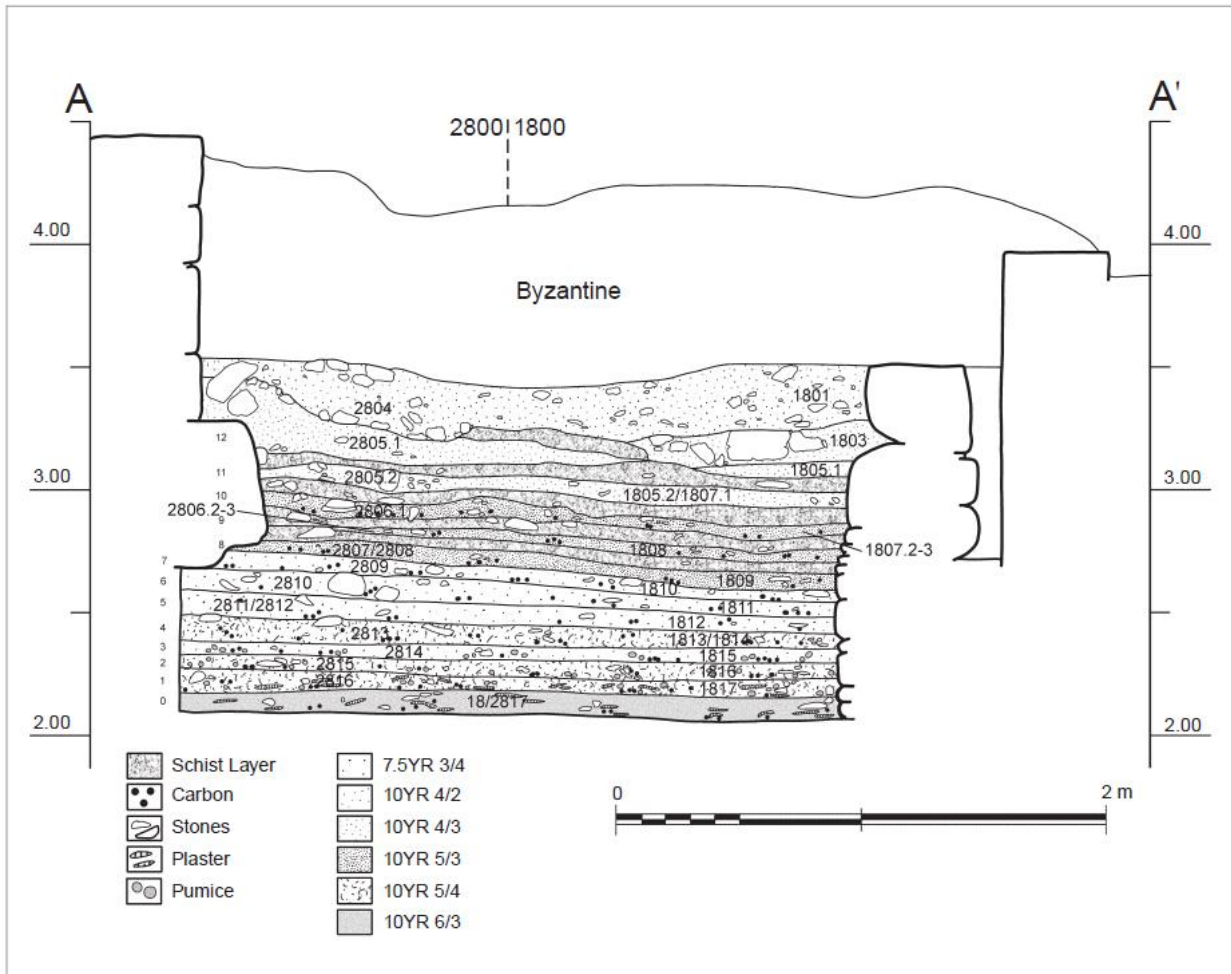 A A'
2800 1800
4.00 4.00
Byzantine
2804 1801
12 2805.1 1803
11 2805.2 1805.1
3.00 3.00
10 1805.2/1807.1
2806.2-3 2806.1
9
8 2807/2808 1808 1807.2-3
7 2809 1809
6 2810 1810
5 2811/2812 1811
1812
4 2813 1813/1814
3 2814 1815
2 2815 1816
1 2816 1817
0 18/2817
2.00 2.00
Schist Layer 7.5YR 3/4
Carbon 10YR 4/2
Stones 10YR 4/3
Plaster 10YR 5/3
Pumice 10YR 5/4
10YR 6/3
0 2 m